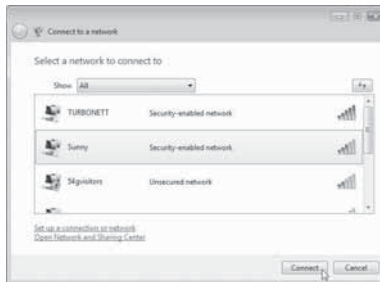 Connect to a network
Select a network to connect to
Show All
TURBONETT Security-enabled network
Sunny Security-enabled network
54gvisitors Unsecured network
Set up a connection or network
Open Network and Sharing Center
Connect Cancel